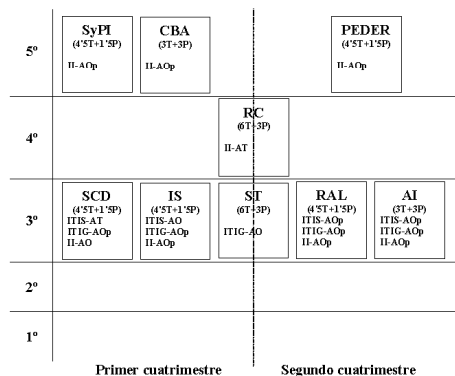 5º
SyPI
(4'5T+1'5P)
II-AOp
CBA
(3T+3P)
II-AOp
PEDER
(4'5T+1'5P)
II-AOp
4º
RC
(6T+3P)
II-AT
3º
SCD
(4'5T+1'5P)
ITIS-AT
ITIG-AOp
II-AO
IS
(4'5T+1'5P)
ITIS-AO
ITIG-AOp
II-AOp
ST
(6T+3P)
ITIG-AO
RAL
(4'5T+1'5P)
ITIS-AOp
ITIG-AOp
II-AOp
AI
(3T+3P)
ITIS-AOp
ITIG-AOp
II-AOp
2º
1º
Primer cuatrimestre
Segundo cuatrimestre